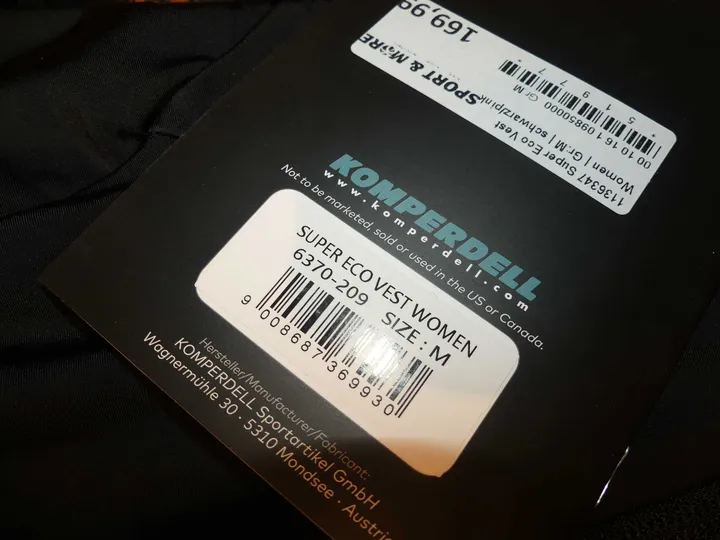 169,99
SPORT & MORE
5 1 9 7 7
00 10 16 109850000 Gr M
Women | Gr:M | schwarz/pink
1136347 Super Eco Vest
KOMPERDELL
www.komperdell.com
Not to be marketed, sold or used in the US or Canada.
SUPER ECO VEST WOMEN
6370-209 SIZE : M
9 008687 369930
Hersteller/Manufacturer/Fabricant:
KOMPERDELL Sportartikel GmbH
Wagnermühle 30 · 5310 Mondsee · Austria